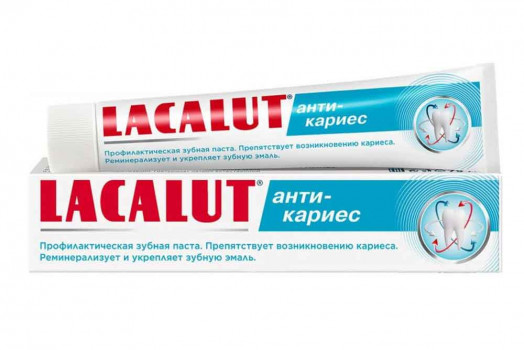 LACALUT® анти-
кариес
Профилактическая зубная паста. Препятствует возникновению кариеса.
Реминерализует и укрепляет зубную эмаль.
LACALUT® анти-
кариес
Профилактическая зубная паста. Препятствует возникновению кариеса.
Реминерализует и укрепляет зубную эмаль.